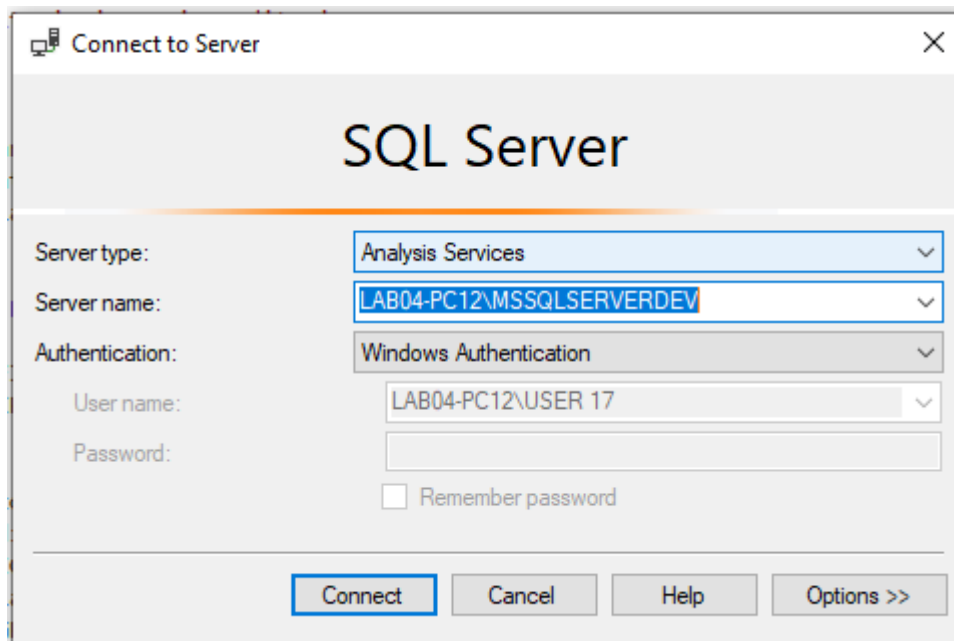 Connect to Server
SQL Server
Server type: Analysis Services
Server name: LAB04-PC12\MSSQLSERVERDEV
Authentication: Windows Authentication
User name: LAB04-PC12\USER 17
Password:
Remember password
Connect Cancel Help Options >>